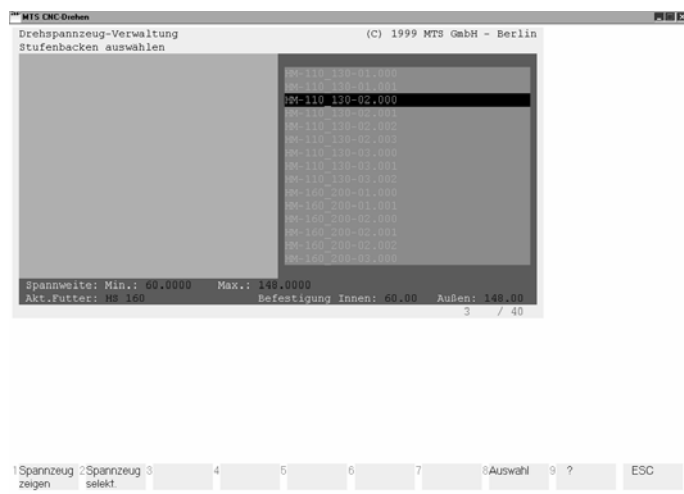 MTS CNC-Drehen
Drehspannzeug-Verwaltung (C) 1999 MTS GmbH - Berlin
Stufenbacken auswählen
HM-110_130-01.000
HM-110_130-01.001
HM-110_130-02.000
HM-110_130-02.001
HM-110_130-02.002
HM-110_130-02.003
HM-110_130-03.000
HM-110_130-03.001
HM-110_130-03.002
HM-160_200-01.000
HM-160_200-01.001
HM-160_200-02.000
HM-160_200-02.001
HM-160_200-02.002
HM-160_200-03.000
Spannweite: Min.: 60.0000 Max.: 148.0000
Akt.Futter: HS 160 Befestigung Innen: 60.00 Außen: 148.00
3 / 40
1 Spannzeug 2 Spannzeug 3 4 5 6 7 8 Auswahl 9 ? ESC
zeigen selekt.